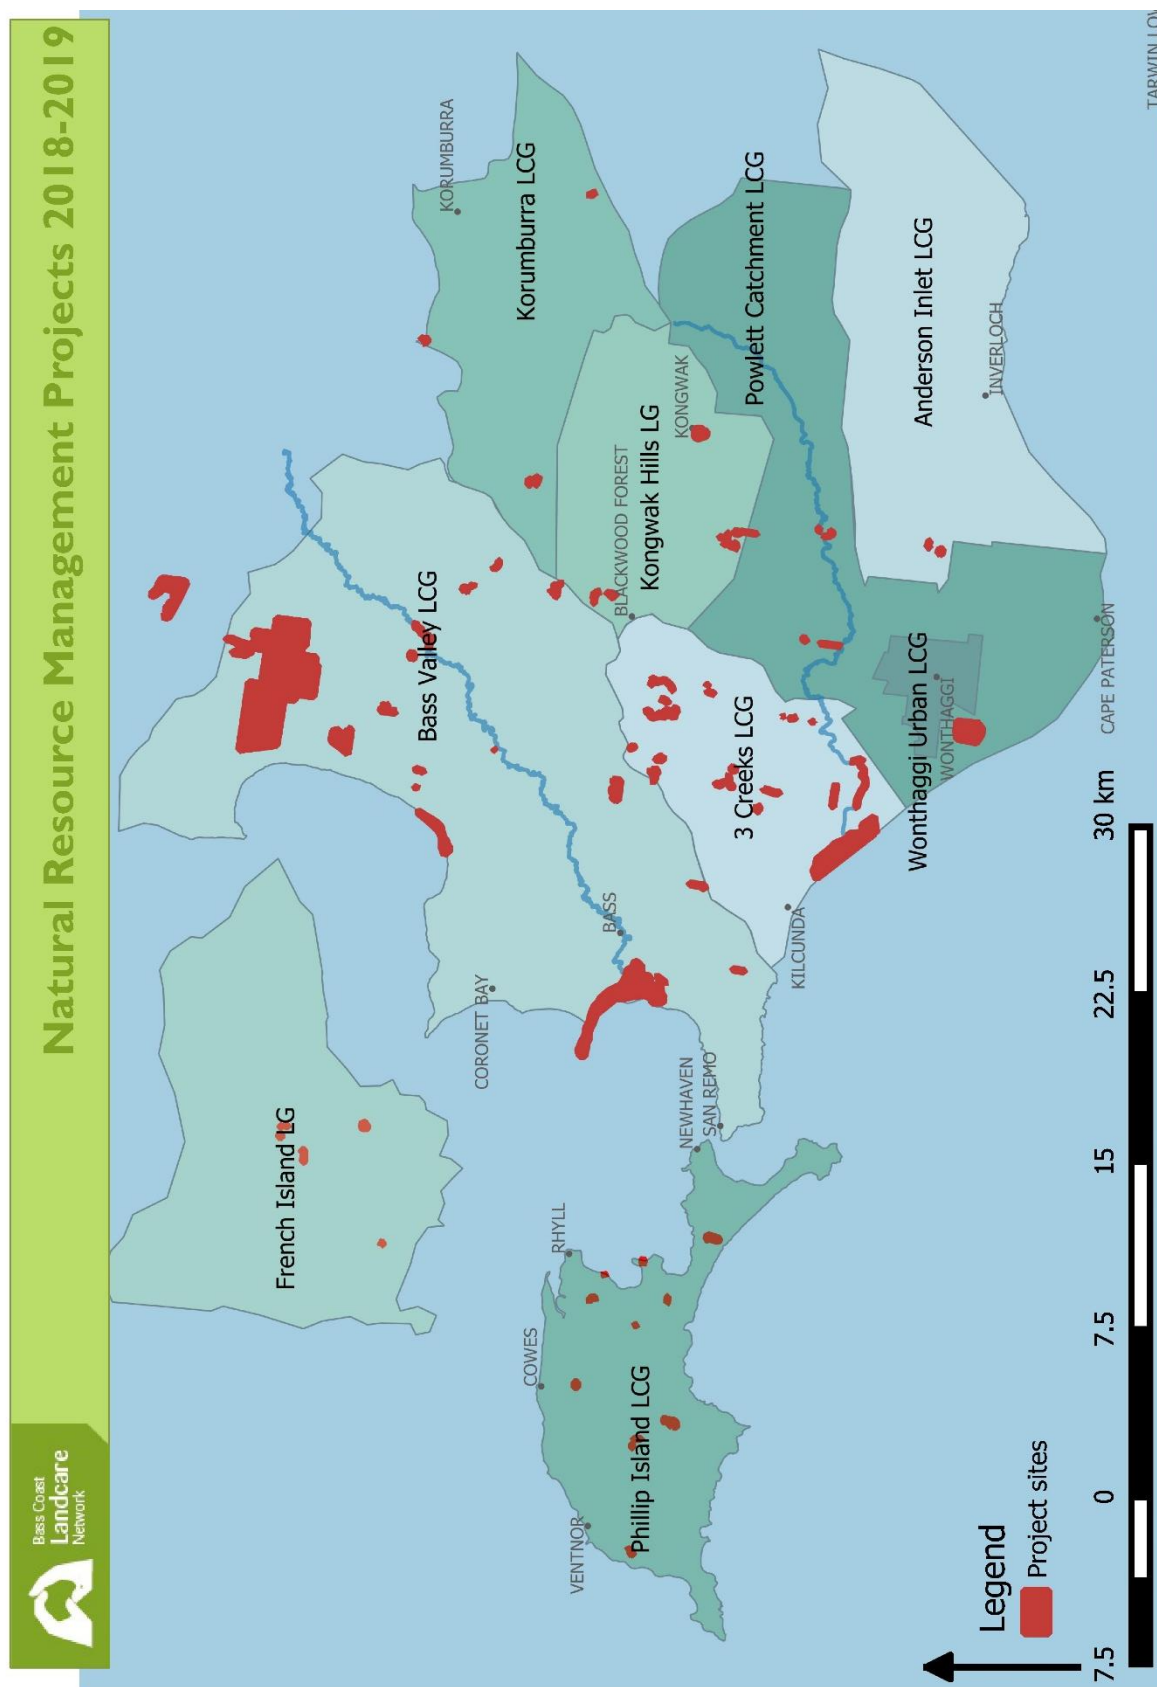 Bass Coast
Landcare
Network
Natural Resource Management Projects 2018-2019
French Island LG
KORUMBURRA
Korumburra LCG
Bass Valley LCG
CORONET BAY
COWES
RHYLL
VENTNOR
BASS
BLACKWOOD FOREST
Kongwak Hills LG
KONGWAK
Phillip Island LCG
NEWHAVEN
SAN REMO
3 Creeks LCG
Powlett Catchment LCG
KILCUNDA
Wonthaggi Urban LCG
WONTHAGGI
Anderson Inlet LCG
INVERLOCH
CAPE PATERSON
TARWIN LOW
Legend
Project sites
7.5 0 7.5 15 22.5 30 km